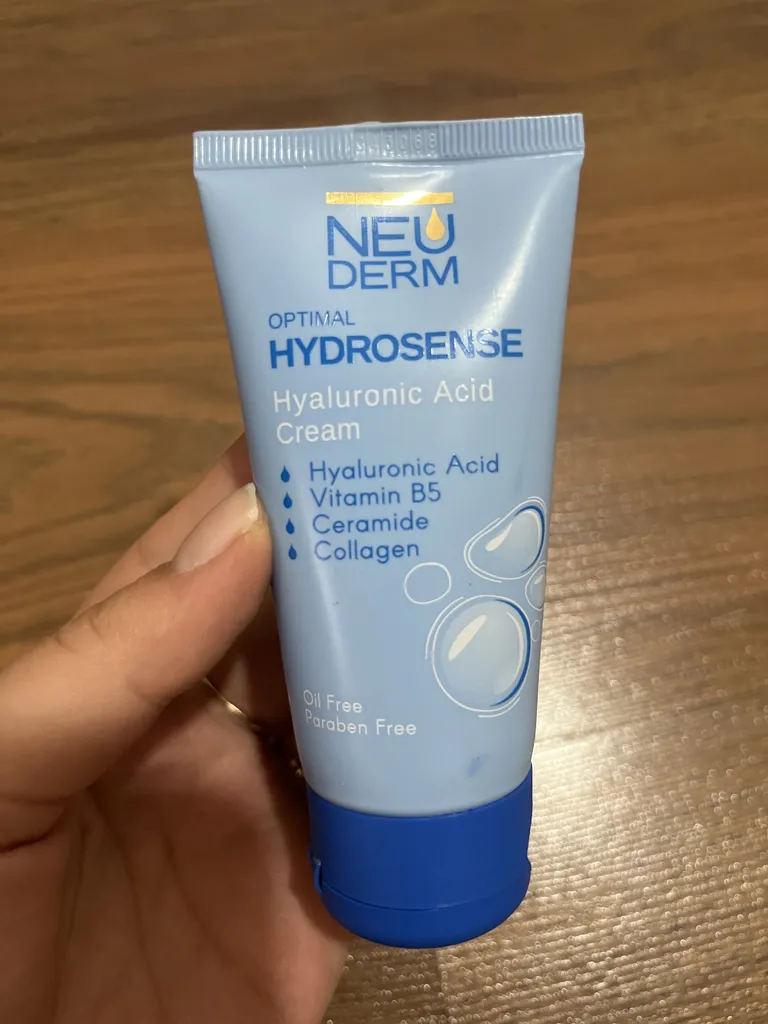 NEU
DERM
OPTIMAL
HYDROSENSE
Hyaluronic Acid
Cream
Hyaluronic Acid
Vitamin B5
Ceramide
Collagen
Oil Free
Paraben Free